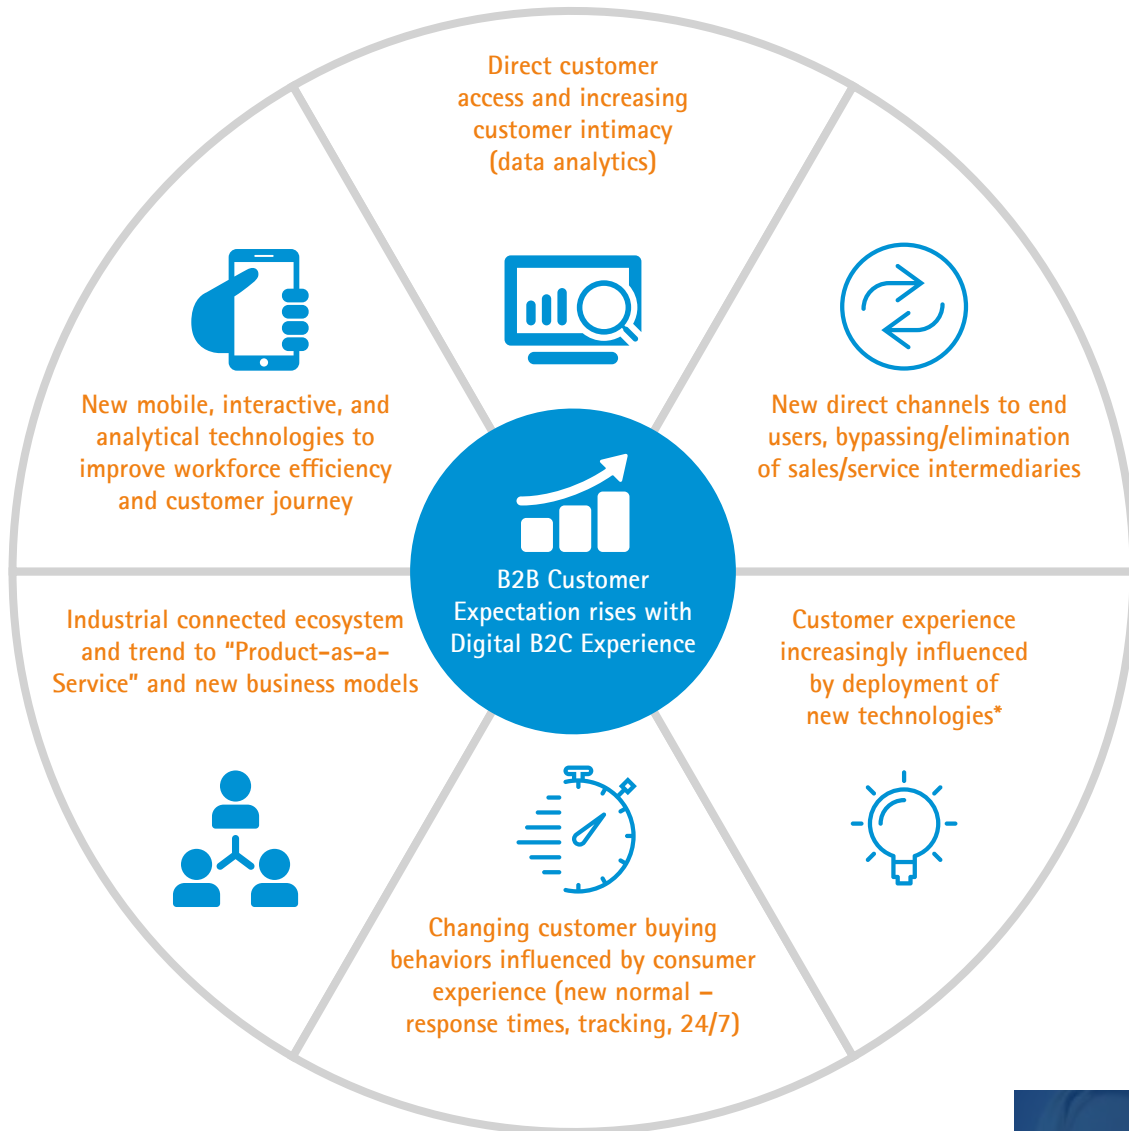 Direct customer
access and increasing
customer intimacy
(data analytics)
New mobile, interactive, and
analytical technologies to
improve workforce efficiency
and customer journey
New direct channels to end
users, bypassing/elimination
of sales/service intermediaries
B2B Customer
Expectation rises with
Digital B2C Experience
Industrial connected ecosystem
and trend to “Product-as-a-
Service” and new business models
Customer experience
increasingly influenced
by deployment of
new technologies*
Changing customer buying
behaviors influenced by consumer
experience (new normal –
response times, tracking, 24/7)